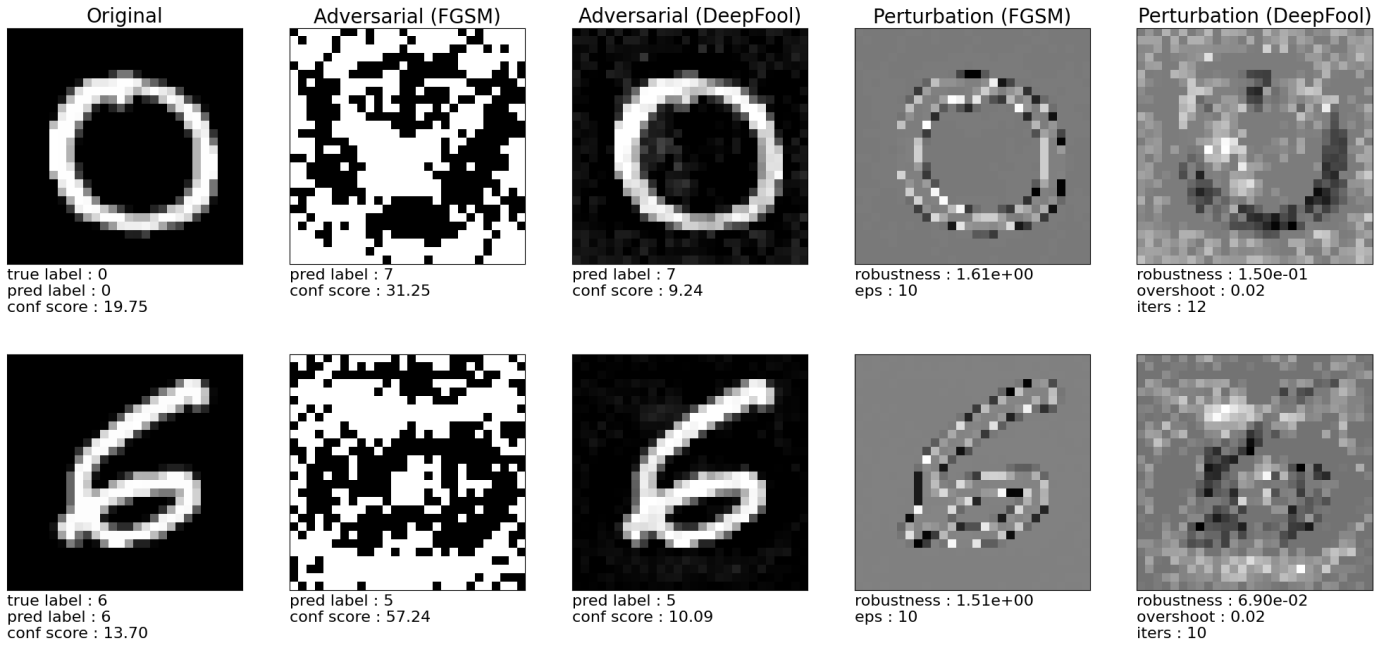 Original
Adversarial (FGSM)
Adversarial (DeepFool)
Perturbation (FGSM)
Perturbation (DeepFool)
true label : 0
pred label : 0
conf score : 19.75
pred label : 7
conf score : 31.25
pred label : 7
conf score : 9.24
robustness : 1.61e+00
eps : 10
robustness : 1.50e-01
overshoot : 0.02
iters : 12
true label : 6
pred label : 6
conf score : 13.70
pred label : 5
conf score : 57.24
pred label : 5
conf score : 10.09
robustness : 1.51e+00
eps : 10
robustness : 6.90e-02
overshoot : 0.02
iters : 10